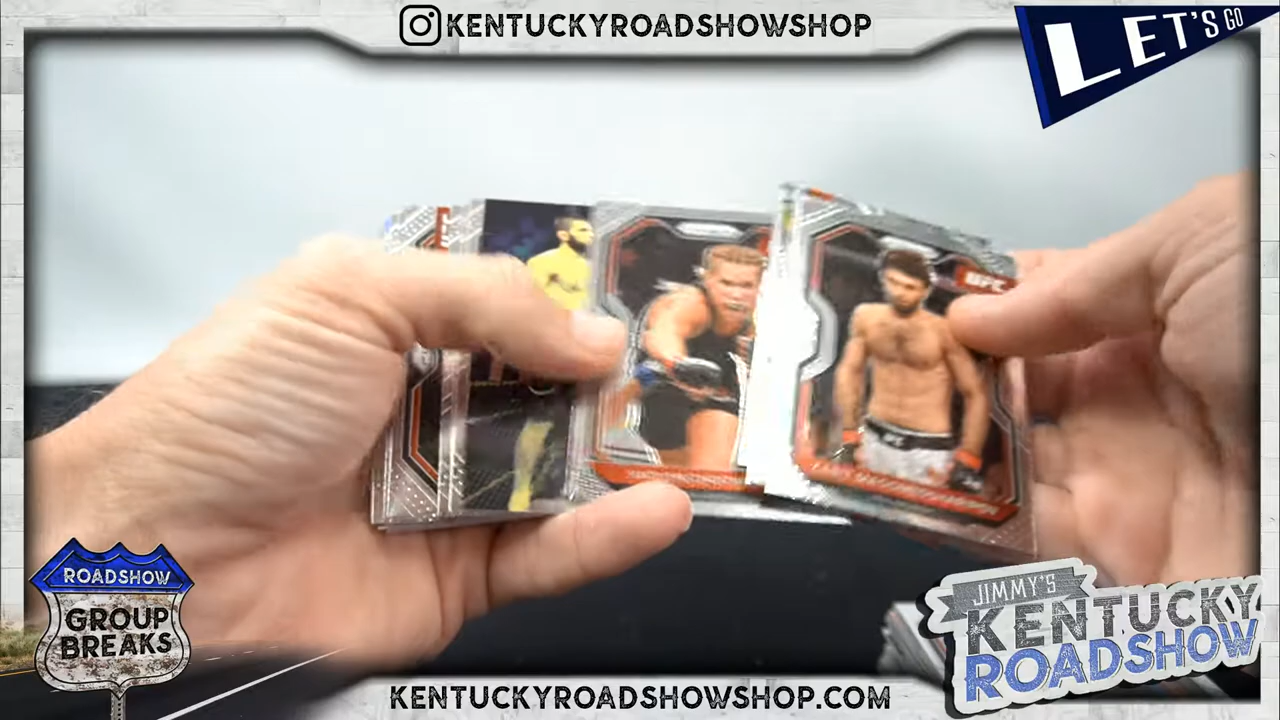 KENTUCKYROADSHOWSHOP
LET'S GO
UFC
ROADSHOW
GROUP
BREAKS
JIMMY'S
KENTUCKY
ROADSHOW
KENTUCKYROADSHOWSHOP.COM